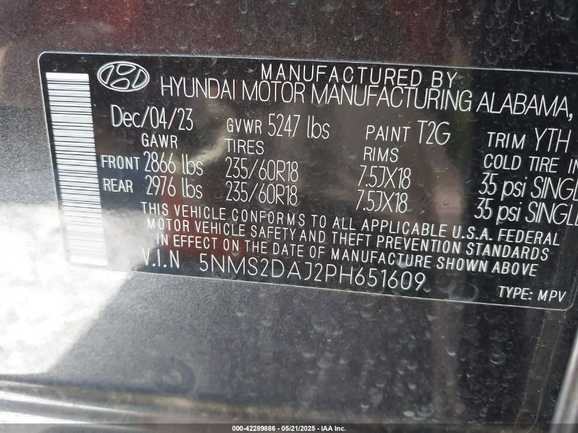 MANUFACTURED BY
HYUNDAI MOTOR MANUFACTURING ALABAMA,
Dec/04/23 GVWR 5247 lbs PAINT T2G TRIM YTH
GAWR TIRES RIMS COLD TIRE IN
FRONT 2866 lbs 235/60R18 7.5JX18 35 psi SINGL
REAR 2976 lbs 235/60R18 7.5JX18 35 psi SINGLE
THIS VEHICLE CONFORMS TO ALL APPLICABLE U.S.A. FEDERAL
MOTOR VEHICLE SAFETY AND THEFT PREVENTION STANDARDS
IN EFFECT ON THE DATE OF MANUFACTURE SHOWN ABOVE.
V.I.N 5NMS2DAJ2PH651609
TYPE: MPV
000-42289886 - 05/21/2025 - IAA Inc.